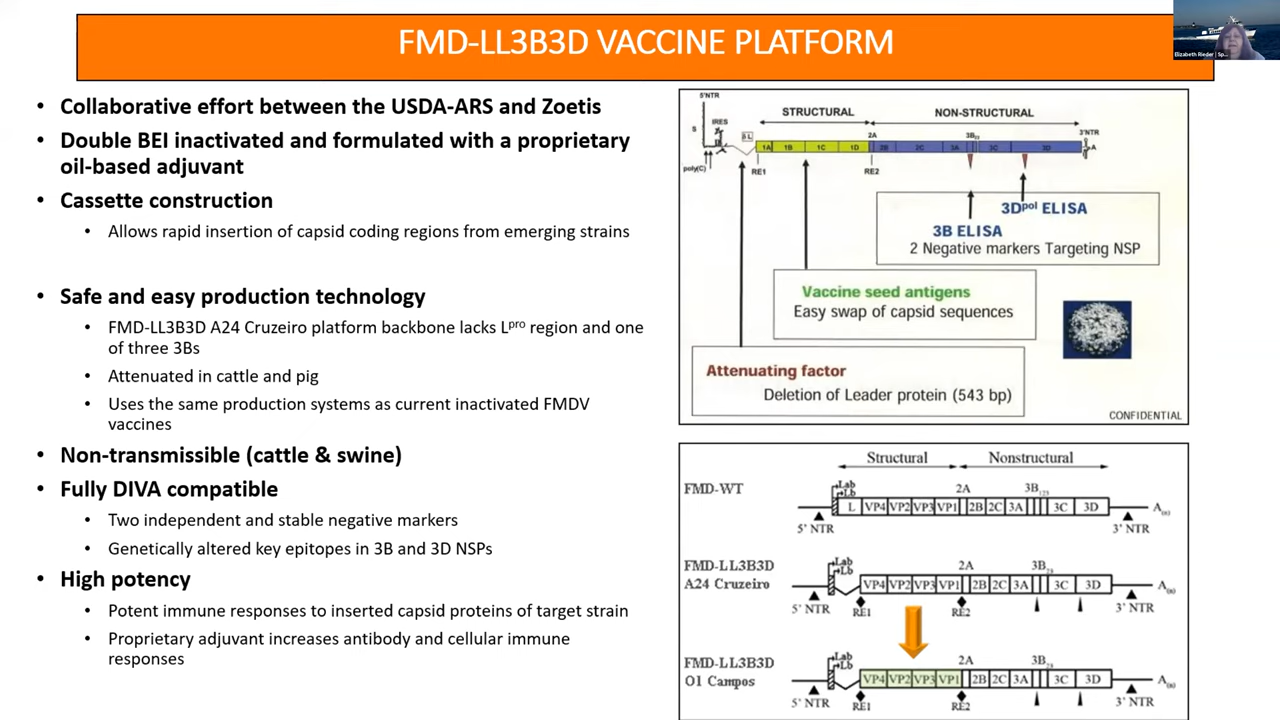 FMD-LL3B3D VACCINE PLATFORM
• Collaborative effort between the USDA-ARS and Zoetis
• Double BEI inactivated and formulated with a proprietary
oil-based adjuvant
• Cassette construction
• Allows rapid insertion of capsid coding regions from emerging strains
• Safe and easy production technology
• FMD-LL3B3D A24 Cruzeiro platform backbone lacks Lpro region and one
of three 3Bs
• Attenuated in cattle and pig
• Uses the same production systems as current inactivated FMDV
vaccines
• Non-transmissible (cattle & swine)
• Fully DIVA compatible
• Two independent and stable negative markers
• Genetically altered key epitopes in 3B and 3D NSPs
• High potency
• Potent immune responses to inserted capsid proteins of target strain
• Proprietary adjuvant increases antibody and cellular immune
responses
Elizabeth Rieder
5'NTR
STRUCTURAL NON-STRUCTURAL
S IRES 2A 3B 3'NTR
1A 1B 1C 1D 2B 2C 3A 3C 3D A
poly(C) RE1 RE2
3Dpol ELISA
3B ELISA
2 Negative markers Targeting NSP
Vaccine seed antigens
Easy swap of capsid sequences
Attenuating factor
Deletion of Leader protein (543 bp)
CONFIDENTIAL
Structural Nonstructural
FMD-WT Lab Lb 2A 3B123
L VP4 VP2 VP3 VP1 2B 2C 3A 3C 3D A(n)
5' NTR 3' NTR
FMD-LL3B3D Lab Lb 2A 3B23
A24 Cruzeiro VP4 VP2 VP3 VP1 2B 2C 3A 3C 3D A(n)
5' NTR RE1 RE2 3' NTR
FMD-LL3B3D Lab Lb 2A 3B23
O1 Campos VP4 VP2 VP3 VP1 2B 2C 3A 3C 3D A(n)
5' NTR RE1 RE2 3' NTR